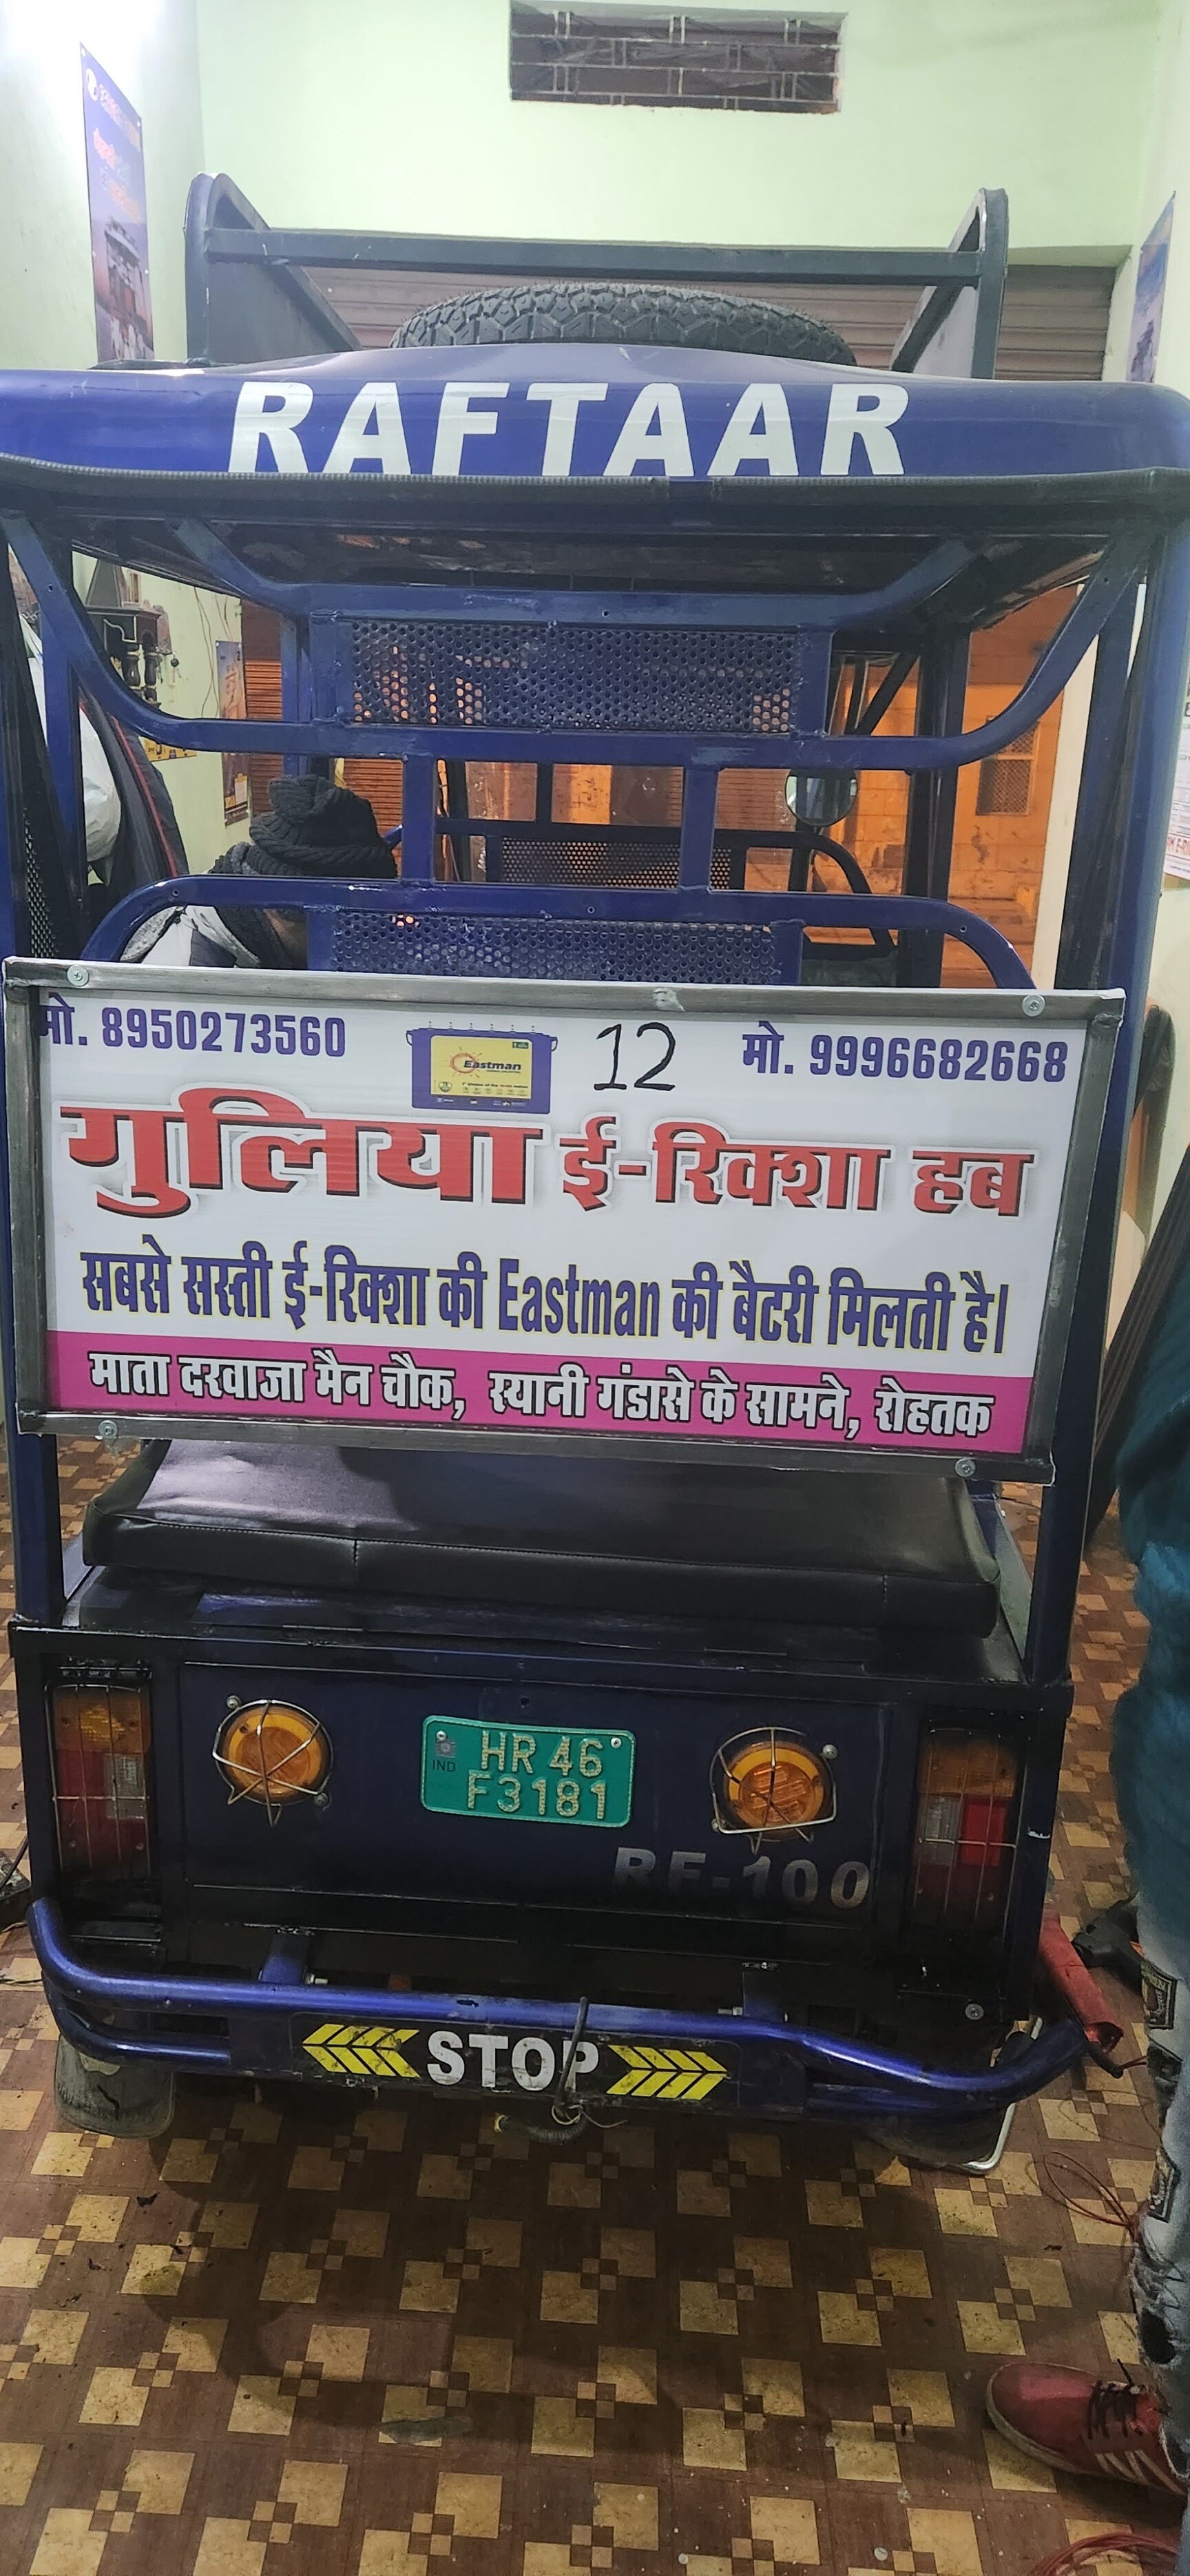 RAFTAAR
मो. 8950273560
Eastman
12
मो. 9996682668
गुलिया ई-रिक्शा हब
सबसे सस्ती ई-रिक्शा की Eastman की बैटरी मिलती है।
माता दरवाजा मैन चौक, स्यानी गंडासे के सामने, रोहतक
IND
HR 46
F3181
RF-100
STOP